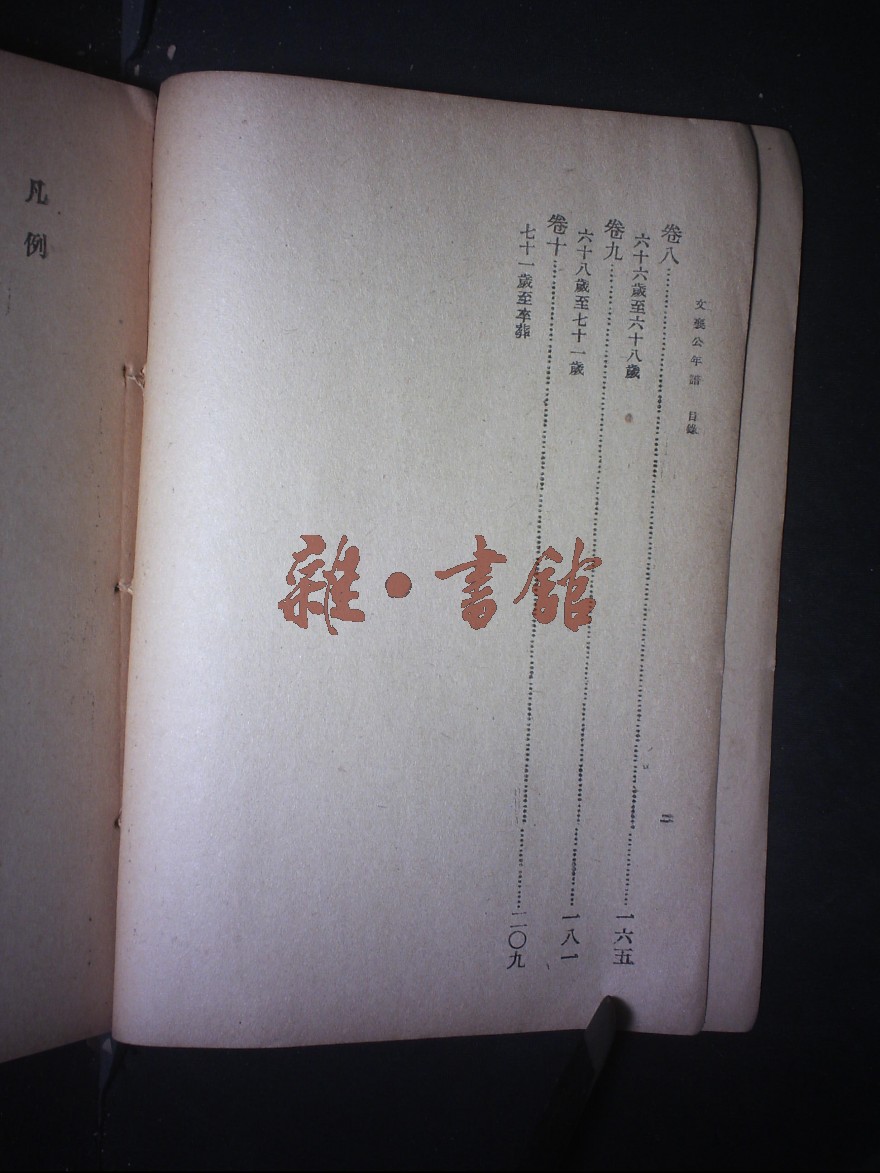 文襄公年譜 目錄
二
卷八……一六五
六十六歲至六十八歲
卷九……一八一
六十八歲至七十一歲
卷十……二〇九
七十一歲至卒葬
凡例
雜·書館